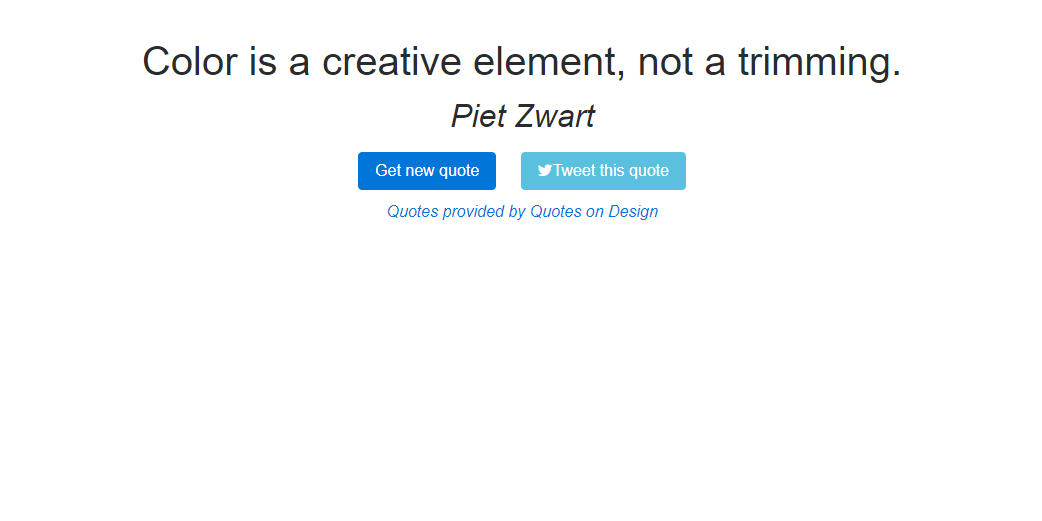 Color is a creative element, not a trimming.
Piet Zwart
Get new quote
Tweet this quote
Quotes provided by Quotes on Design